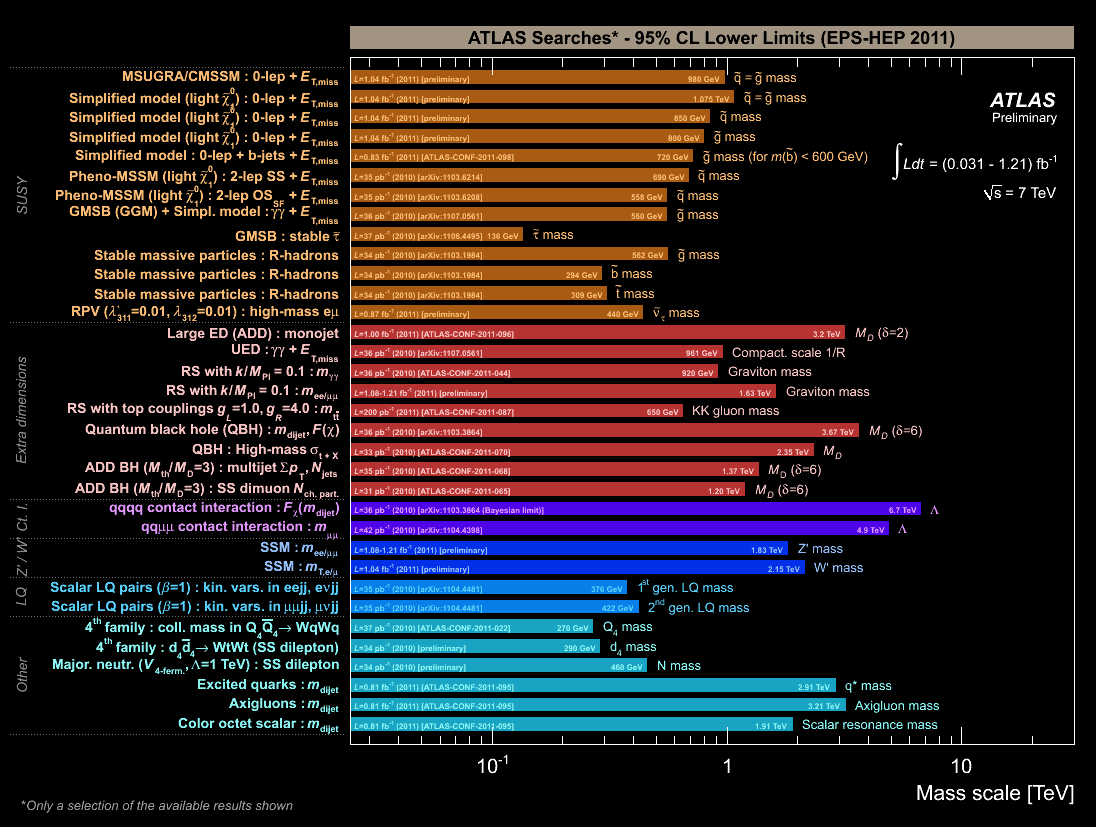 ATLAS Searches* - 95% CL Lower Limits (EPS-HEP 2011)
SUSY
MSUGRA/CMSSM : 0-lep + E_T,miss L=1.04 fb⁻¹ (2011) [preliminary] 980 GeV q̃ = g̃ mass
Simplified model (light χ̃₁⁰) : 0-lep + E_T,miss L=1.04 fb⁻¹ (2011) [preliminary] 1.075 TeV q̃ = g̃ mass
Simplified model (light χ̃₁⁰) : 0-lep + E_T,miss L=1.04 fb⁻¹ (2011) [preliminary] 850 GeV q̃ mass
Simplified model (light χ̃₁⁰) : 0-lep + E_T,miss L=1.04 fb⁻¹ (2011) [preliminary] 800 GeV g̃ mass
Simplified model : 0-lep + b-jets + E_T,miss L=0.83 fb⁻¹ (2011) [ATLAS-CONF-2011-098] 720 GeV g̃ mass (for m(b̃) < 600 GeV)
Pheno-MSSM (light χ̃₁⁰) : 2-lep SS + E_T,miss L=35 pb⁻¹ (2010) [arXiv:1103.6214] 690 GeV q̃ mass
Pheno-MSSM (light χ̃₁⁰) : 2-lep OS_SF + E_T,miss L=35 pb⁻¹ (2010) [arXiv:1103.6208] 558 GeV q̃ mass
GMSB (GGM) + Simpl. model : γγ + E_T,miss L=36 pb⁻¹ (2010) [arXiv:1107.0561] 560 GeV g̃ mass
GMSB : stable τ̃ L=37 pb⁻¹ (2010) [arXiv:1106.4495] 136 GeV τ̃ mass
Stable massive particles : R-hadrons L=34 pb⁻¹ (2010) [arXiv:1103.1984] 562 GeV g̃ mass
Stable massive particles : R-hadrons L=34 pb⁻¹ (2010) [arXiv:1103.1984] 294 GeV b̃ mass
Stable massive particles : R-hadrons L=34 pb⁻¹ (2010) [arXiv:1103.1984] 309 GeV t̃ mass
RPV (λ'₃₁₁=0.01, λ₃₁₂=0.01) : high-mass eμ L=0.87 fb⁻¹ (2011) [preliminary] 440 GeV ν̃_τ mass
Extra dimensions
Large ED (ADD) : monojet L=1.00 fb⁻¹ (2011) [ATLAS-CONF-2011-096] 3.2 TeV M_D (δ=2)
UED : γγ + E_T,miss L=36 pb⁻¹ (2010) [arXiv:1107.0561] 961 GeV Compact. scale 1/R
RS with k/M_Pl = 0.1 : m_γγ L=36 pb⁻¹ (2010) [ATLAS-CONF-2011-044] 920 GeV Graviton mass
RS with k/M_Pl = 0.1 : m_ee/μμ L=1.08-1.21 fb⁻¹ (2011) [preliminary] 1.63 TeV Graviton mass
RS with top couplings g_L=1.0, g_R=4.0 : m_tt̄ L=200 pb⁻¹ (2011) [ATLAS-CONF-2011-087] 650 GeV KK gluon mass
Quantum black hole (QBH) : m_dijet, F(χ) L=36 pb⁻¹ (2010) [arXiv:1103.3864] 3.67 TeV M_D (δ=6)
QBH : High-mass σ_t+X L=33 pb⁻¹ (2010) [ATLAS-CONF-2011-070] 2.35 TeV M_D
ADD BH (M_th/M_D=3) : multijet Σp_T, N_jets L=35 pb⁻¹ (2010) [ATLAS-CONF-2011-068] 1.37 TeV M_D (δ=6)
ADD BH (M_th/M_D=3) : SS dimuon N_ch. part. L=31 pb⁻¹ (2010) [ATLAS-CONF-2011-065] 1.20 TeV M_D (δ=6)
Ct. I.
qqqq contact interaction : F_χ(m_dijet) L=36 pb⁻¹ (2010) [arXiv:1103.3864 (Bayesian limit)] 6.7 TeV Λ
qqμμ contact interaction : m_μμ L=42 pb⁻¹ (2010) [arXiv:1104.4398] 4.9 TeV Λ
Z' / W'
SSM : m_ee/μμ L=1.08-1.21 fb⁻¹ (2011) [preliminary] 1.83 TeV Z' mass
SSM : m_T,e/μ L=1.04 fb⁻¹ (2011) [preliminary] 2.15 TeV W' mass
LQ
Scalar LQ pairs (β=1) : kin. vars. in eejj, eνjj L=35 pb⁻¹ (2010) [arXiv:1104.4481] 376 GeV 1st gen. LQ mass
Scalar LQ pairs (β=1) : kin. vars. in μμjj, μνjj L=35 pb⁻¹ (2010) [arXiv:1104.4481] 422 GeV 2nd gen. LQ mass
Other
4th family : coll. mass in Q₄Q̄₄→ WqWq L=37 pb⁻¹ (2010) [ATLAS-CONF-2011-022] 270 GeV Q₄ mass
4th family : d₄d̄₄→ WtWt (SS dilepton) L=34 pb⁻¹ (2010) [preliminary] 290 GeV d₄ mass
Major. neutr. (V_4-ferm., Λ=1 TeV) : SS dilepton L=34 pb⁻¹ (2010) [preliminary] 460 GeV N mass
Excited quarks : m_dijet L=0.81 fb⁻¹ (2011) [ATLAS-CONF-2011-095] 2.91 TeV q* mass
Axigluons : m_dijet L=0.81 fb⁻¹ (2011) [ATLAS-CONF-2011-095] 3.21 TeV Axigluon mass
Color octet scalar : m_dijet L=0.81 fb⁻¹ (2011) [ATLAS-CONF-2011-095] 1.91 TeV Scalar resonance mass
ATLAS
Preliminary
∫Ldt = (0.031 - 1.21) fb⁻¹
√s = 7 TeV
10⁻¹ 1 10
Mass scale [TeV]
*Only a selection of the available results shown